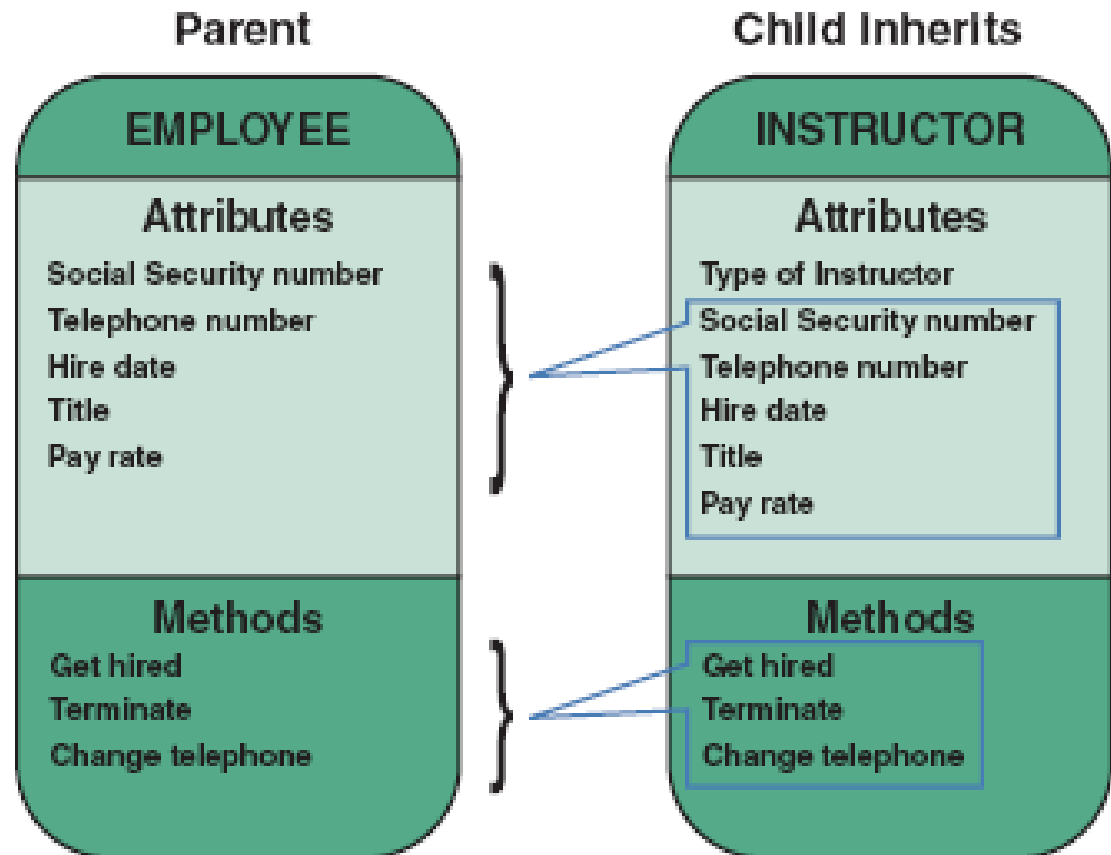 Parent
EMPLOYEE
Attributes
Social Security number
Telephone number
Hire date
Title
Pay rate
Methods
Get hired
Terminate
Change telephone
Child Inherits
INSTRUCTOR
Attributes
Type of Instructor
Social Security number
Telephone number
Hire date
Title
Pay rate
Methods
Get hired
Terminate
Change telephone